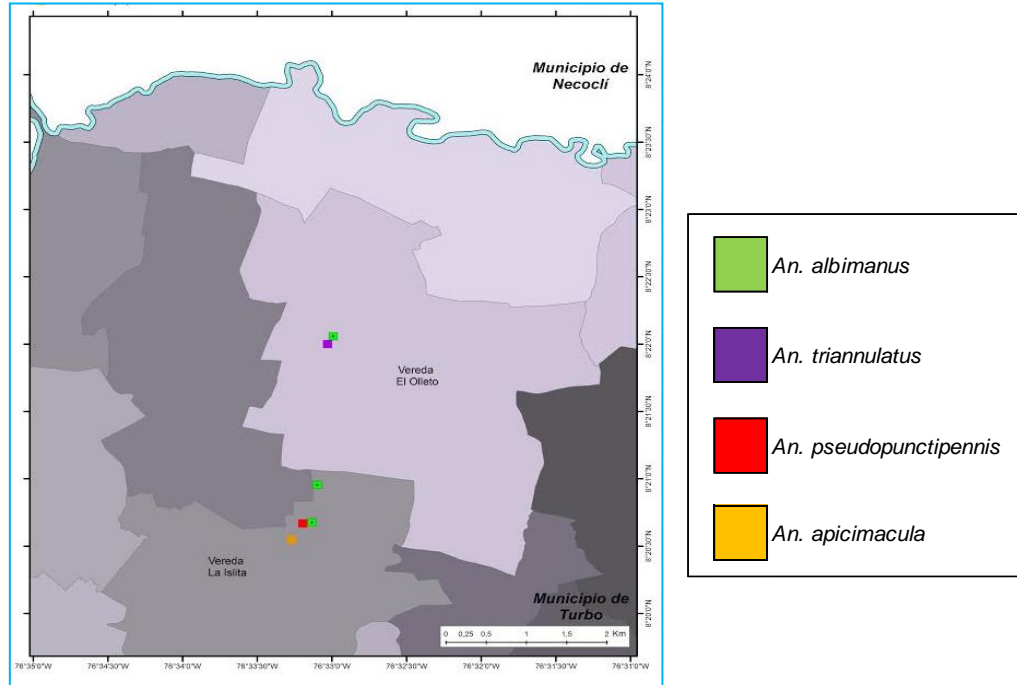 Municipio de
Necoclí
8°24'0"N
8°23'30"N
8°23'0"N
8°22'30"N
8°22'0"N
8°21'30"N
8°21'0"N
8°20'30"N
8°20'0"N
Vereda
El Olleto
Vereda
La Islita
Municipio de
Turbo
0 0,25 0,5 1 1,5 2 Km
76°35'0"W 76°34'30"W 76°34'0"W 76°33'30"W 76°33'0"W 76°32'30"W 76°32'0"W 76°31'30"W 76°31'0"W
An. albimanus
An. triannulatus
An. pseudopunctipennis
An. apicimacula